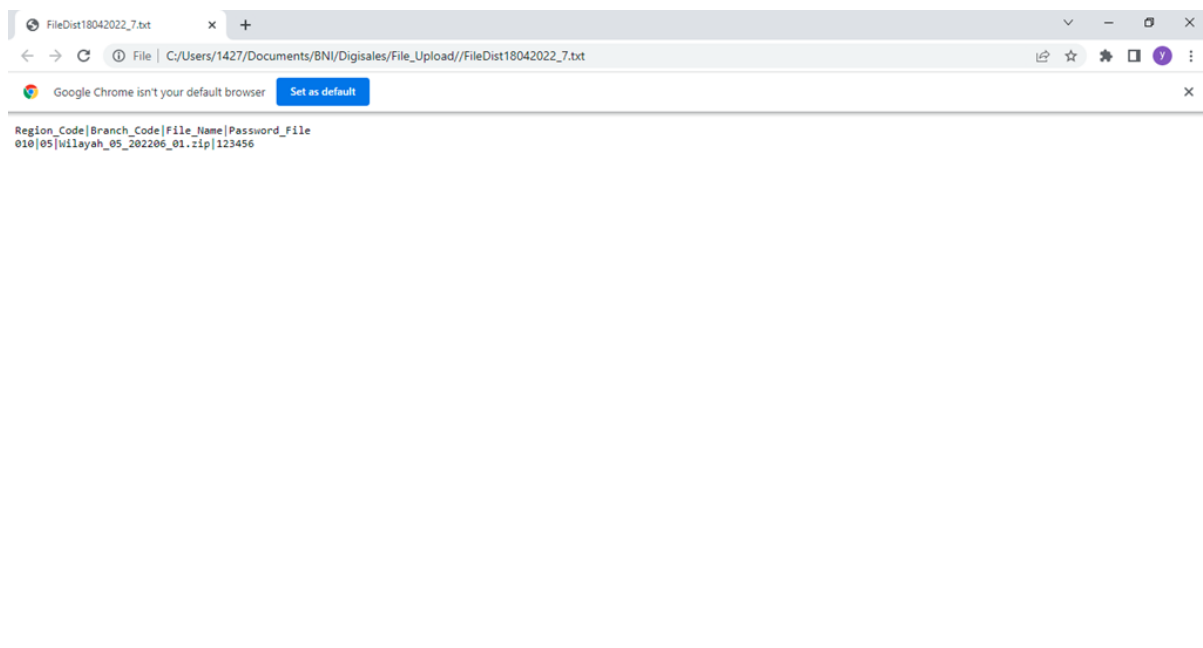 FileDist18042022_7.txt
File | C:/Users/1427/Documents/BNI/Digisales/File_Upload//FileDist18042022_7.txt
y
Google Chrome isn't your default browser Set as default
Region_Code|Branch_Code|File_Name|Password_File
010|05|Wilayah_05_202206_01.zip|123456